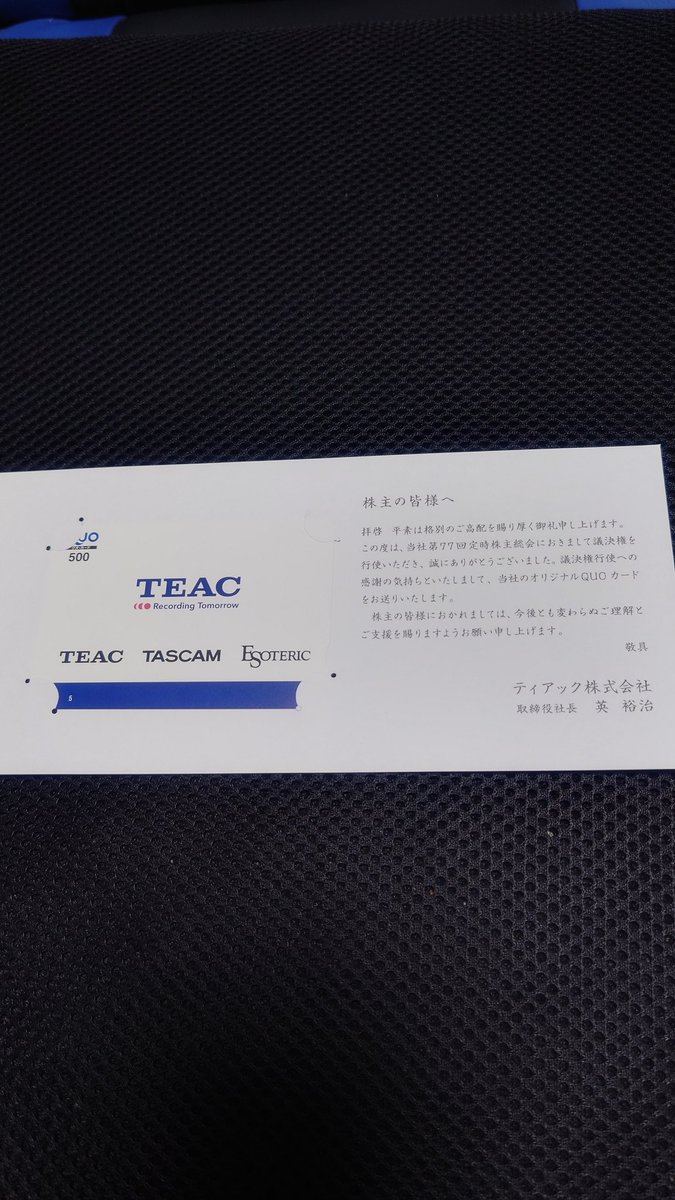 JO
500
TEAC
Recording Tomorrow
TEAC TASCAM ESOTERIC
5
株主の皆様へ
拝啓　平素は格別のご高配を賜り厚く御礼申し上げます。
この度は、当社第77回定時株主総会におきまして議決権を
行使いただき、誠にありがとうございました。議決権行使への
感謝の気持ちといたしまして、当社のオリジナルQUOカード
をお送りいたします。
　株主の皆様におかれましては、今後とも変わらぬご理解と
ご支援を賜りますようお願い申し上げます。
敬具
ティアック株式会社
取締役社長　英 裕治